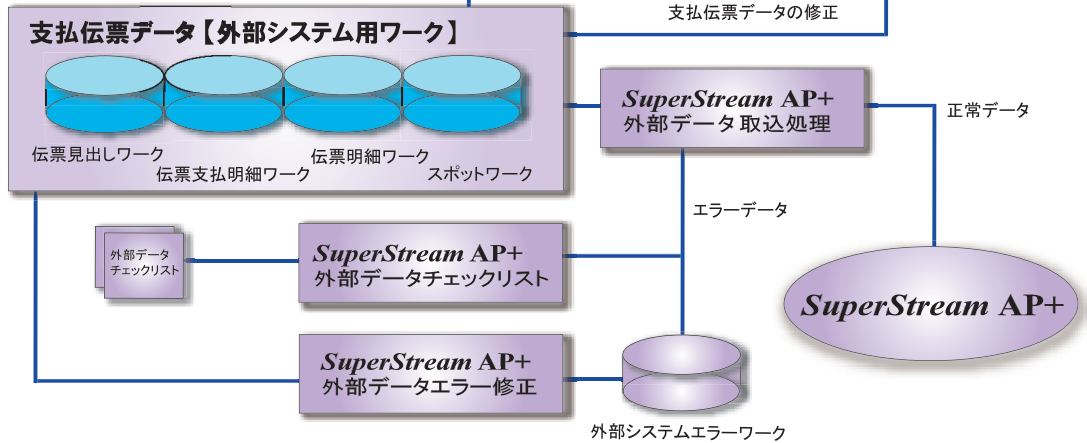 支払伝票データの修正
支払伝票データ【外部システム用ワーク】
伝票見出しワーク
伝票支払明細ワーク
伝票明細ワーク
スポットワーク
SuperStream AP+
外部データ取込処理
正常データ
エラーデータ
外部データ
チェックリスト
SuperStream AP+
外部データチェックリスト
SuperStream AP+
SuperStream AP+
外部データエラー修正
外部システムエラーワーク